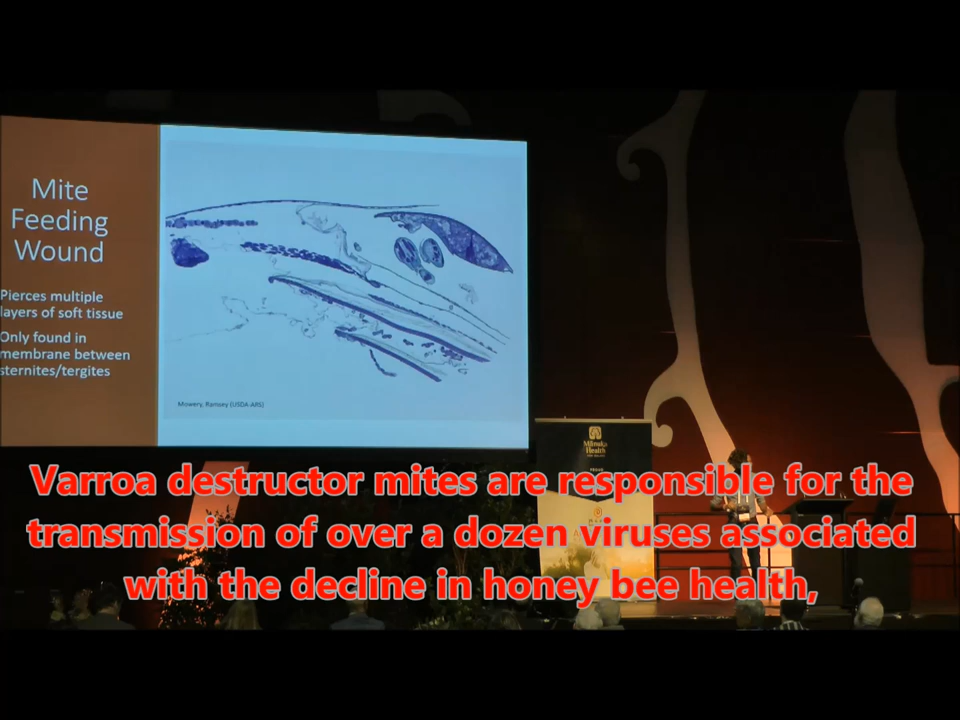 Mite
Feeding
Wound
Pierces multiple
layers of soft tissue
Only found in
membrane between
sternites/tergites
Mowery, Ramsey (USDA-ARS)
Mānuka
Health
Varroa destructor mites are responsible for the
transmission of over a dozen viruses associated
with the decline in honey bee health,